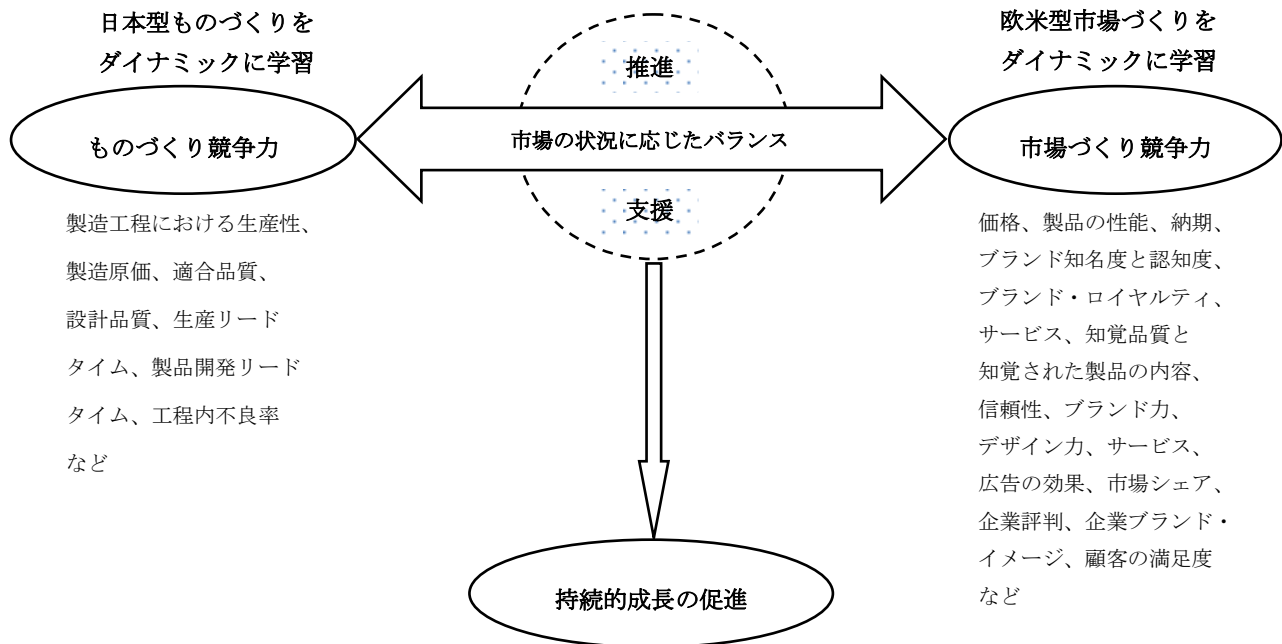 日本型ものづくりを
ダイナミックに学習
ものづくり競争力
製造工程における生産性、
製造原価、適合品質、
設計品質、生産リード
タイム、製品開発リード
タイム、工程内不良率
など
推進
市場の状況に応じたバランス
支援
欧米型市場づくりを
ダイナミックに学習
市場づくり競争力
価格、製品の性能、納期、
ブランド知名度と認知度、
ブランド・ロイヤルティ、
サービス、知覚品質と
知覚された製品の内容、
信頼性、ブランド力、
デザイン力、サービス、
広告の効果、市場シェア、
企業評判、企業ブランド・
イメージ、顧客の満足度
など
持続的成長の促進